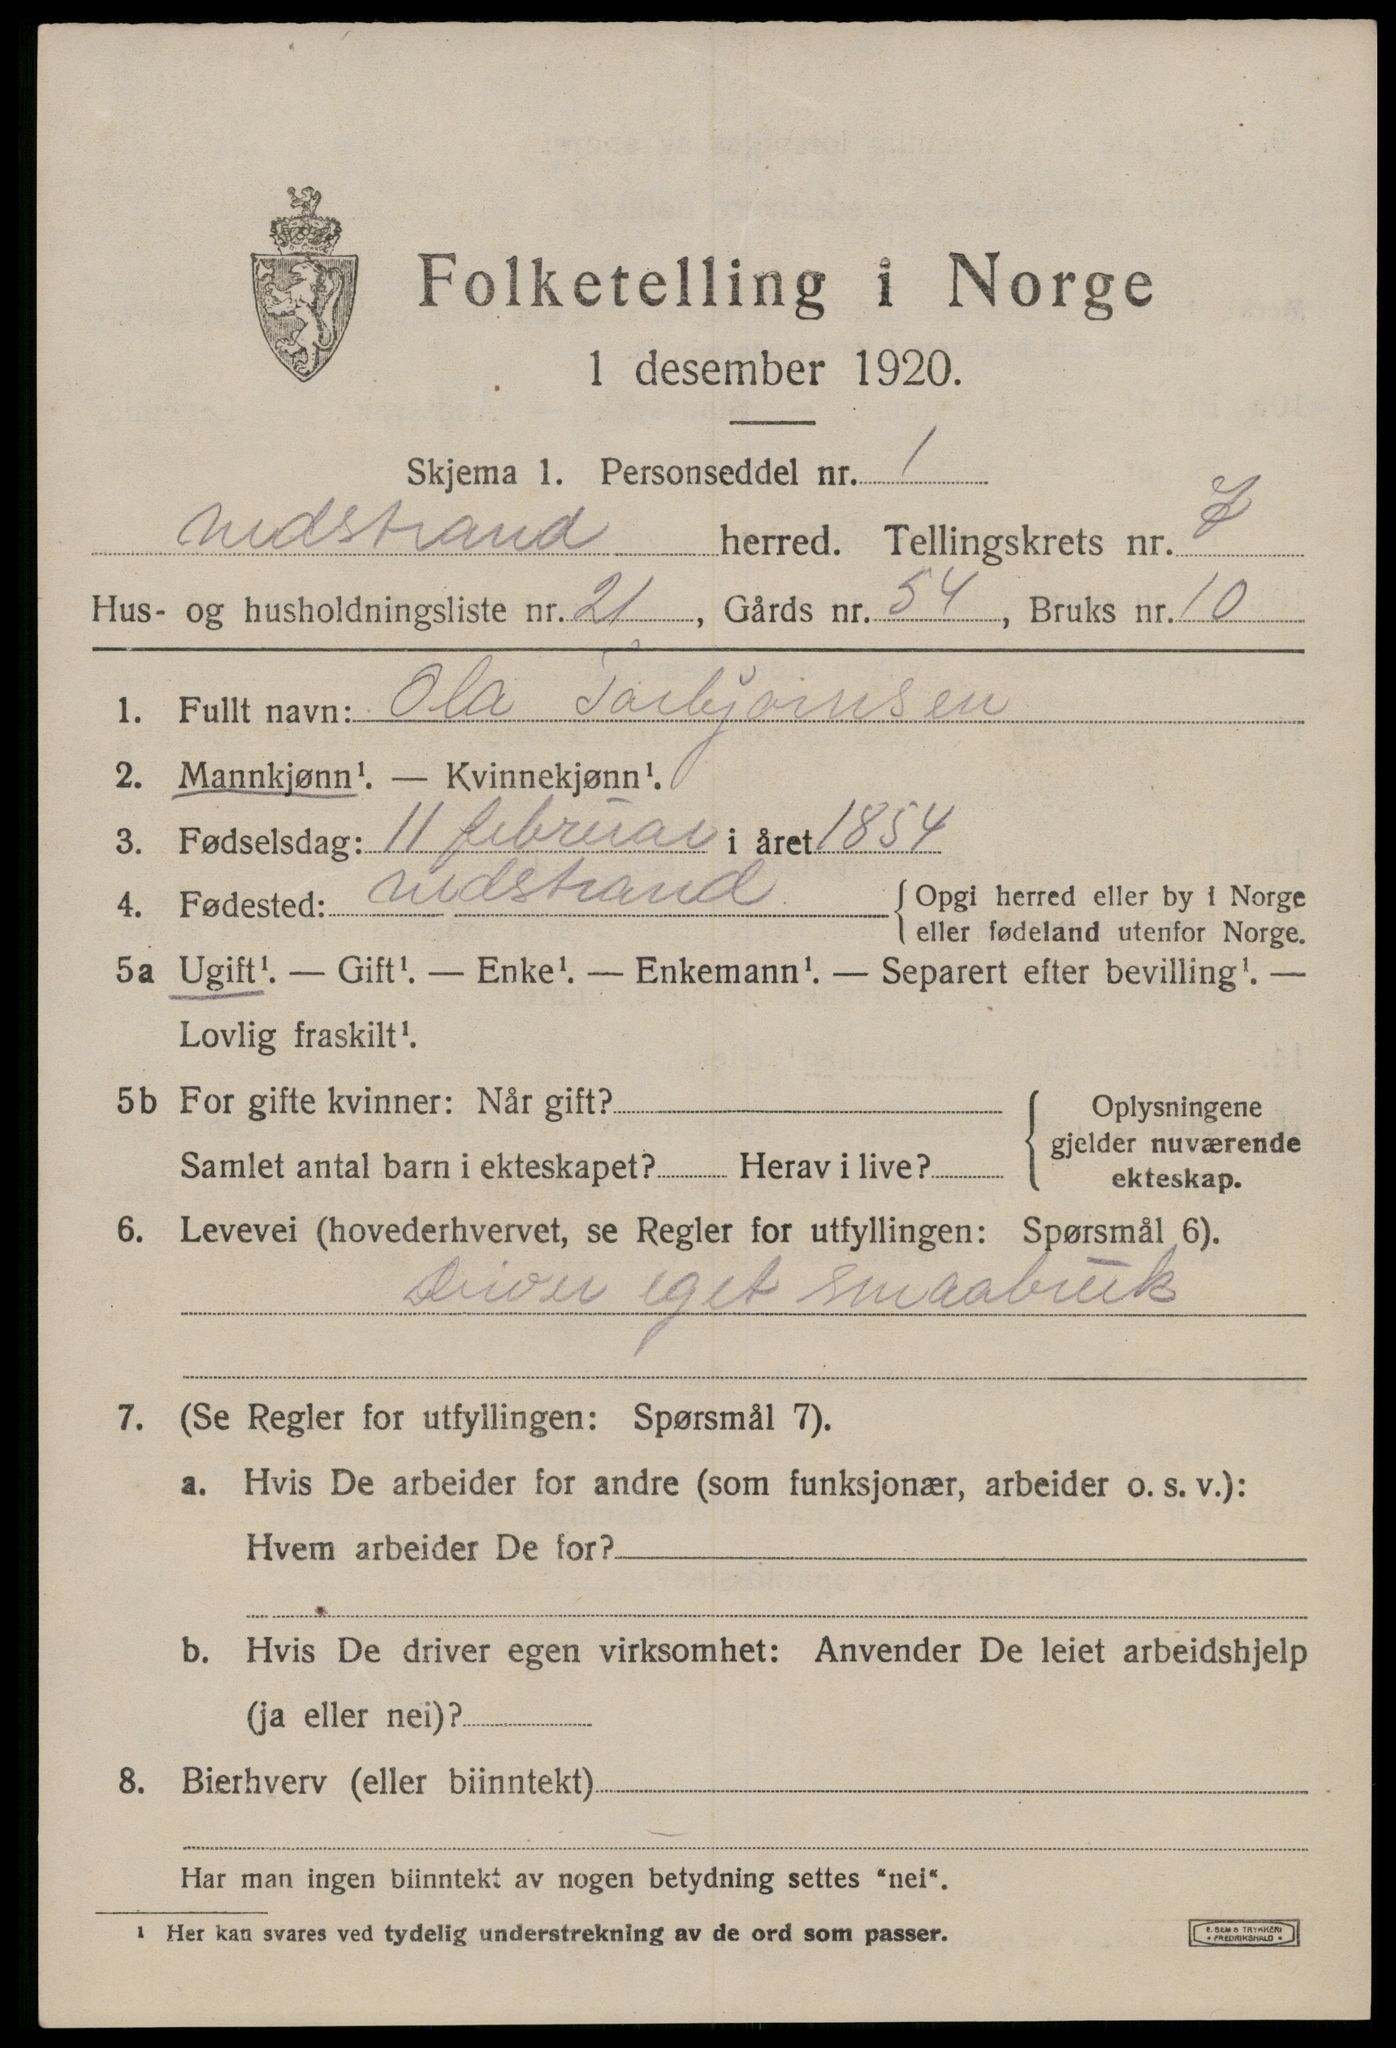 Folketelling i Norge
1 desember 1920.
Skjema 1. Personseddel nr. 1
Nedstrand herred. Tellingskrets nr. 7
Hus- og husholdningsliste nr. 21, Gårds nr. 54, Bruks nr. 10
1. Fullt navn: Ola Torbjørnsen
2. Mannkjønn¹. — Kvinnekjønn¹.
3. Fødselsdag: 11 februar i året 1854
4. Fødested: Nedstrand { Opgi herred eller by i Norge
eller fødeland utenfor Norge.
5a Ugift¹. — Gift¹. — Enke¹. — Enkemann¹. — Separert efter bevilling¹. —
Lovlig fraskilt¹.
5b For gifte kvinner: Når gift?
Samlet antal barn i ekteskapet? Herav i live?
Oplysningene
gjelder nuværende
ekteskap.
6. Levevei (hovederhvervet, se Regler for utfyllingen: Spørsmål 6).
Driver eget smaabruk
7. (Se Regler for utfyllingen: Spørsmål 7).
a. Hvis De arbeider for andre (som funksjonær, arbeider o. s. v.):
Hvem arbeider De for?
b. Hvis De driver egen virksomhet: Anvender De leiet arbeidshjelp
(ja eller nei)?
8. Bierhverv (eller biinntekt)
Har man ingen biinntekt av nogen betydning settes "nei".
¹ Her kan svares ved tydelig understrekning av de ord som passer.
E. SEMS TRYKKERI
• FREDRIKSHALD •